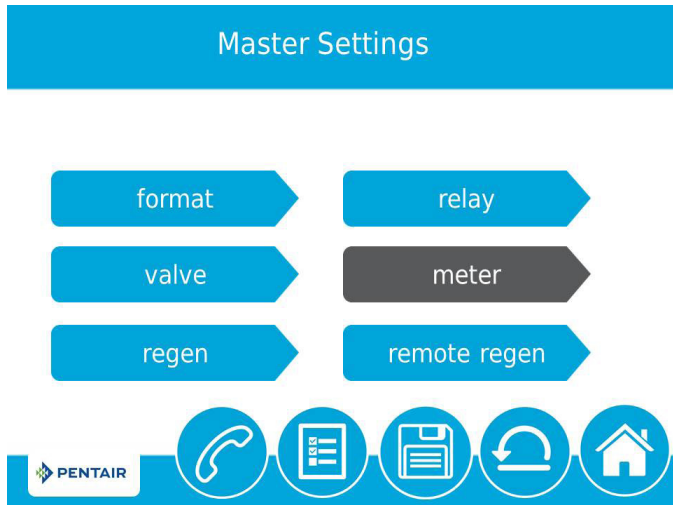 Master Settings
format
relay
valve
meter
regen
remote regen
PENTAIR